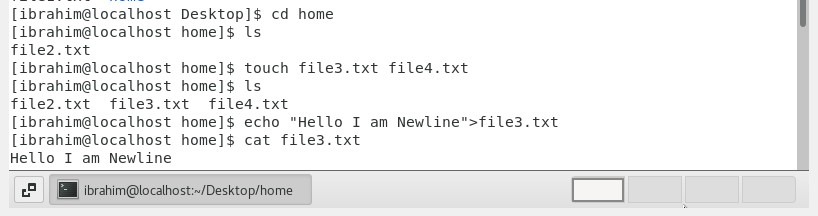 [ibrahim@localhost Desktop]$ cd home
[ibrahim@localhost home]$ ls
file2.txt
[ibrahim@localhost home]$ touch file3.txt file4.txt
[ibrahim@localhost home]$ ls
file2.txt  file3.txt  file4.txt
[ibrahim@localhost home]$ echo "Hello I am Newline">file3.txt
[ibrahim@localhost home]$ cat file3.txt
Hello I am Newline
ibrahim@localhost:~/Desktop/home